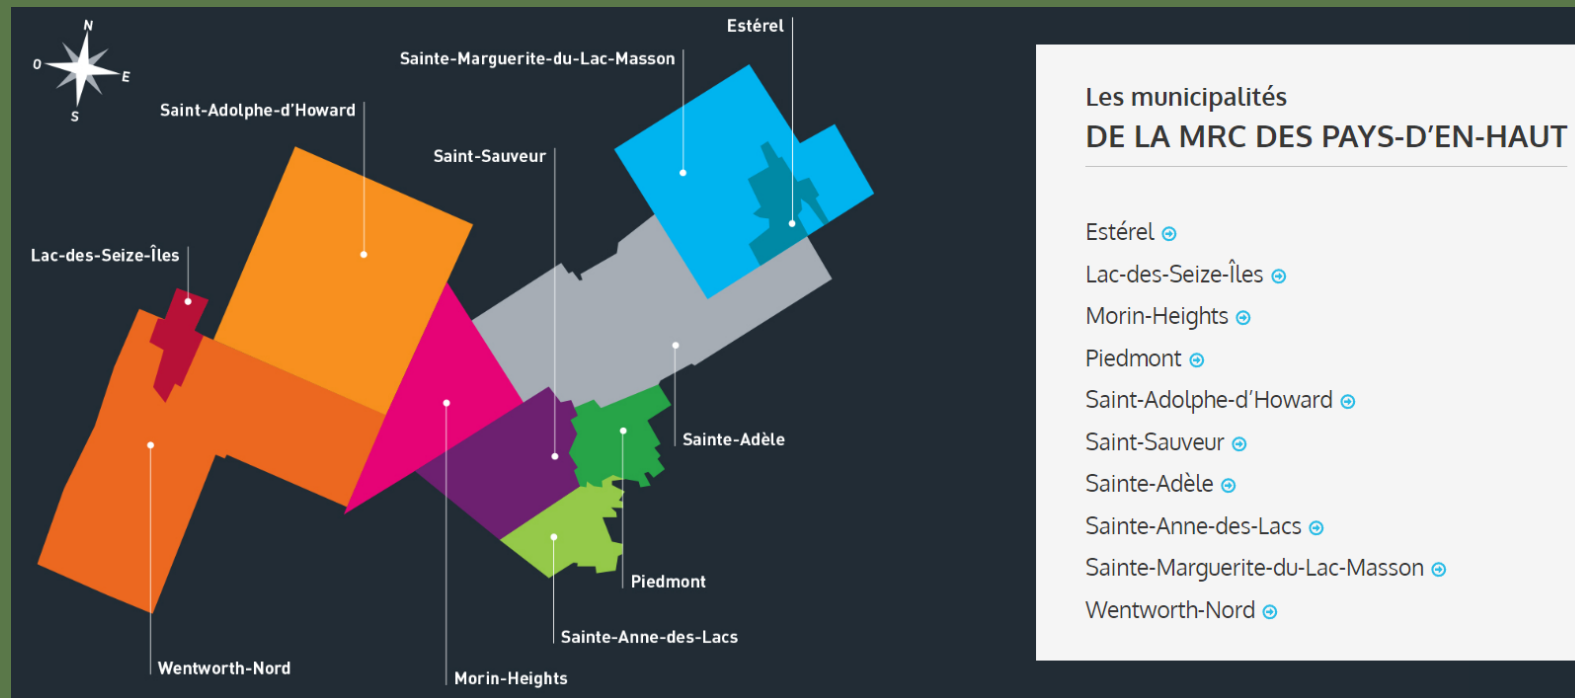 N
O
E
S
Estérel
Sainte-Marguerite-du-Lac-Masson
Saint-Adolphe-d'Howard
Saint-Sauveur
Lac-des-Seize-Îles
Sainte-Adèle
Piedmont
Sainte-Anne-des-Lacs
Wentworth-Nord
Morin-Heights
Les municipalités
DE LA MRC DES PAYS-D'EN-HAUT
Estérel
Lac-des-Seize-Îles
Morin-Heights
Piedmont
Saint-Adolphe-d'Howard
Saint-Sauveur
Sainte-Adèle
Sainte-Anne-des-Lacs
Sainte-Marguerite-du-Lac-Masson
Wentworth-Nord